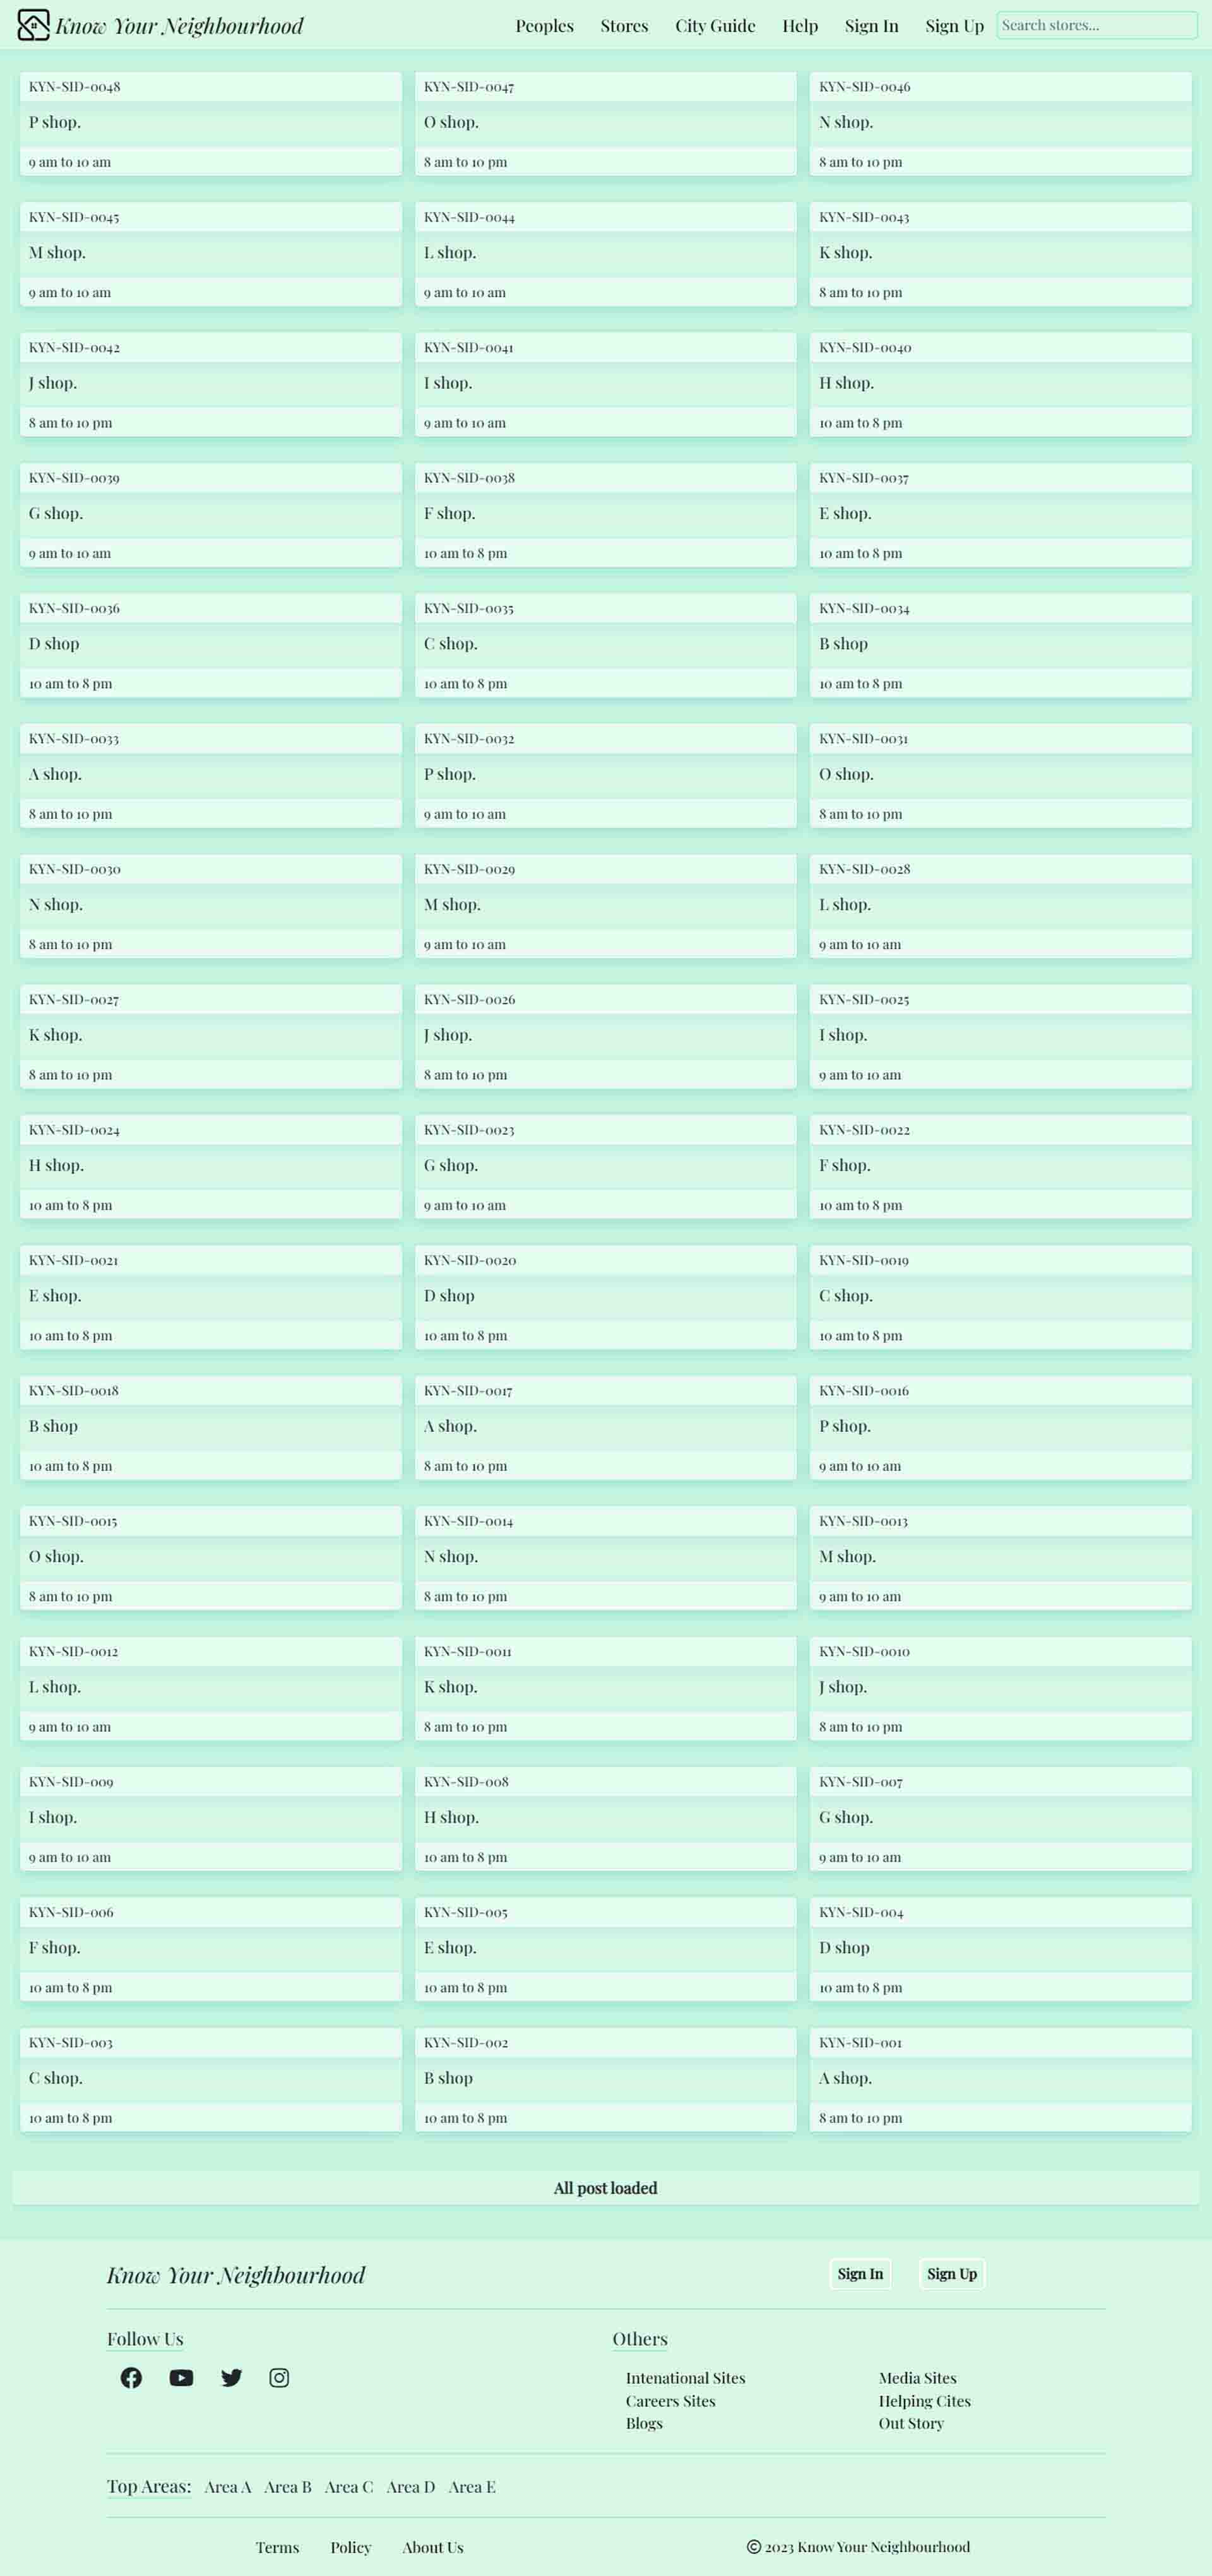 Know Your Neighbourhood Peoples Stores City Guide Help Sign In Sign Up Search stores...
KYN-SID-0048 KYN-SID-0047 KYN-SID-0046
P shop. O shop. N shop.
9 am to 10 am 8 am to 10 pm 8 am to 10 pm
KYN-SID-0045 KYN-SID-0044 KYN-SID-0043
M shop. L shop. K shop.
9 am to 10 am 9 am to 10 am 8 am to 10 pm
KYN-SID-0042 KYN-SID-0041 KYN-SID-0040
J shop. I shop. H shop.
8 am to 10 pm 9 am to 10 am 10 am to 8 pm
KYN-SID-0039 KYN-SID-0038 KYN-SID-0037
G shop. F shop. E shop.
9 am to 10 am 10 am to 8 pm 10 am to 8 pm
KYN-SID-0036 KYN-SID-0035 KYN-SID-0034
D shop C shop. B shop
10 am to 8 pm 10 am to 8 pm 10 am to 8 pm
KYN-SID-0033 KYN-SID-0032 KYN-SID-0031
A shop. P shop. O shop.
8 am to 10 pm 9 am to 10 am 8 am to 10 pm
KYN-SID-0030 KYN-SID-0029 KYN-SID-0028
N shop. M shop. L shop.
8 am to 10 pm 9 am to 10 am 9 am to 10 am
KYN-SID-0027 KYN-SID-0026 KYN-SID-0025
K shop. J shop. I shop.
8 am to 10 pm 8 am to 10 pm 9 am to 10 am
KYN-SID-0024 KYN-SID-0023 KYN-SID-0022
H shop. G shop. F shop.
10 am to 8 pm 9 am to 10 am 10 am to 8 pm
KYN-SID-0021 KYN-SID-0020 KYN-SID-0019
E shop. D shop C shop.
10 am to 8 pm 10 am to 8 pm 10 am to 8 pm
KYN-SID-0018 KYN-SID-0017 KYN-SID-0016
B shop A shop. P shop.
10 am to 8 pm 8 am to 10 pm 9 am to 10 am
KYN-SID-0015 KYN-SID-0014 KYN-SID-0013
O shop. N shop. M shop.
8 am to 10 pm 8 am to 10 pm 9 am to 10 am
KYN-SID-0012 KYN-SID-0011 KYN-SID-0010
L shop. K shop. J shop.
9 am to 10 am 8 am to 10 pm 8 am to 10 pm
KYN-SID-009 KYN-SID-008 KYN-SID-007
I shop. H shop. G shop.
9 am to 10 am 10 am to 8 pm 9 am to 10 am
KYN-SID-006 KYN-SID-005 KYN-SID-004
F shop. E shop. D shop
10 am to 8 pm 10 am to 8 pm 10 am to 8 pm
KYN-SID-003 KYN-SID-002 KYN-SID-001
C shop. B shop A shop.
10 am to 8 pm 10 am to 8 pm 8 am to 10 pm
All post loaded
Know Your Neighbourhood Sign In Sign Up
Follow Us Others
Intenational Sites Media Sites
Careers Sites Helping Cites
Blogs Out Story
Top Areas: Area A Area B Area C Area D Area E
Terms Policy About Us © 2023 Know Your Neighbourhood